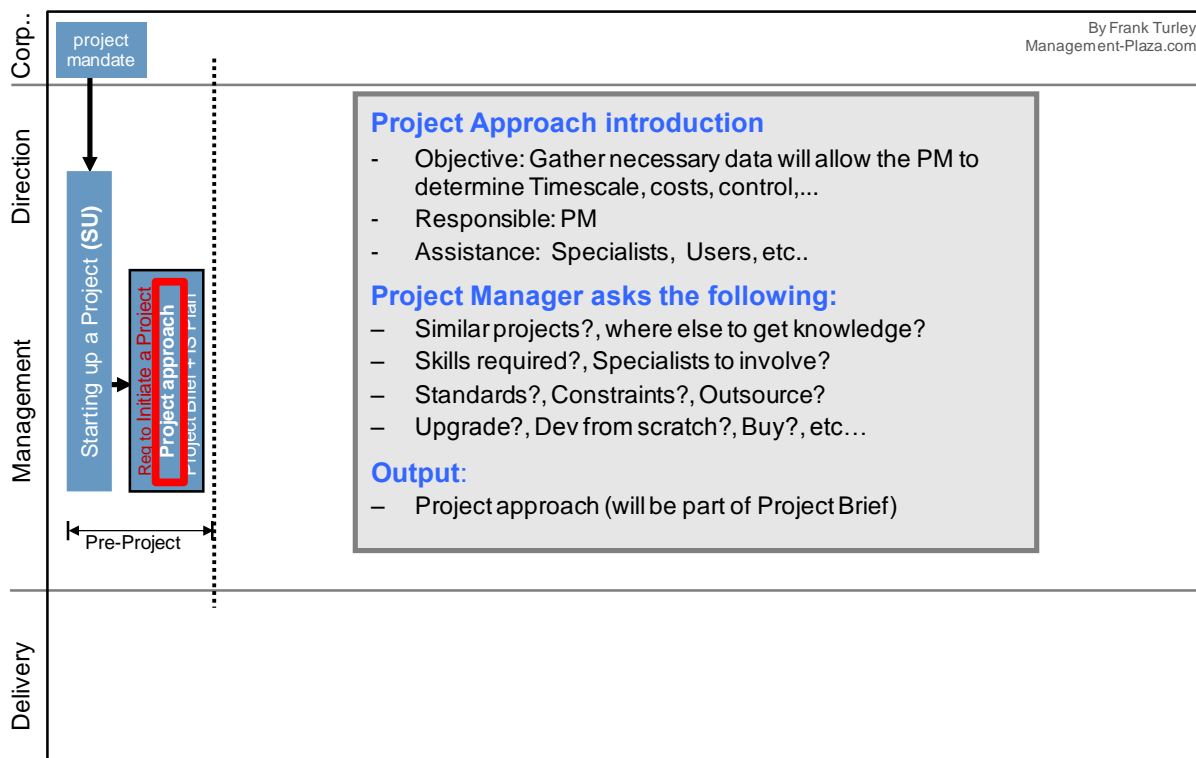 Corp..
project
mandate
By Frank Turley
Management-Plaza.com
Direction
Management
Delivery
Starting up a Project (SU)
Req to Initiate a Project
Project approach
Project Brief + IS Plan
Pre-Project
Project Approach introduction
- Objective: Gather necessary data will allow the PM to
determine Timescale, costs, control,...
- Responsible: PM
- Assistance: Specialists, Users, etc..
Project Manager asks the following:
– Similar projects?, where else to get knowledge?
– Skills required?, Specialists to involve?
– Standards?, Constraints?, Outsource?
– Upgrade?, Dev from scratch?, Buy?, etc…
Output:
– Project approach (will be part of Project Brief)